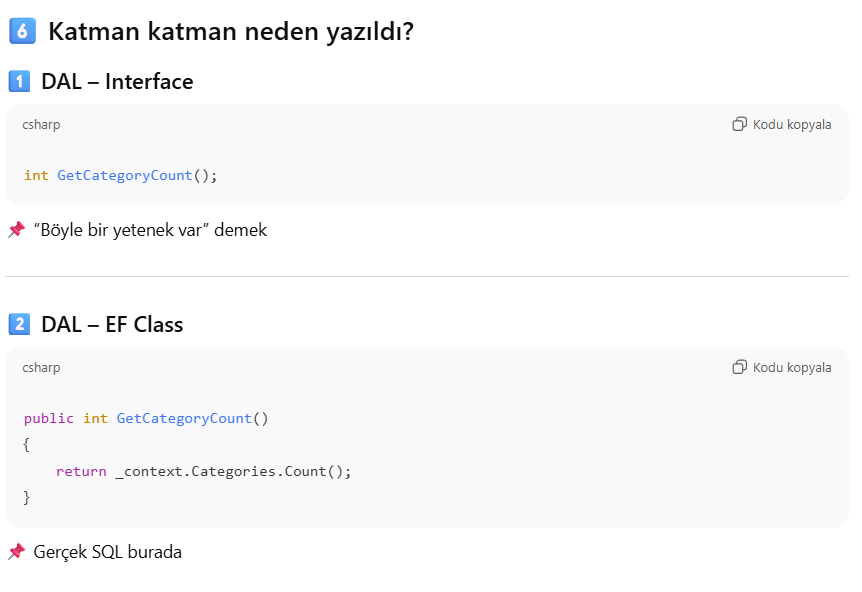 6 Katman katman neden yazıldı?
1 DAL – Interface
csharp
Kodu kopyala
int GetCategoryCount();
📌 “Böyle bir yetenek var” demek
2 DAL – EF Class
csharp
Kodu kopyala
public int GetCategoryCount()
{
    return _context.Categories.Count();
}
📌 Gerçek SQL burada